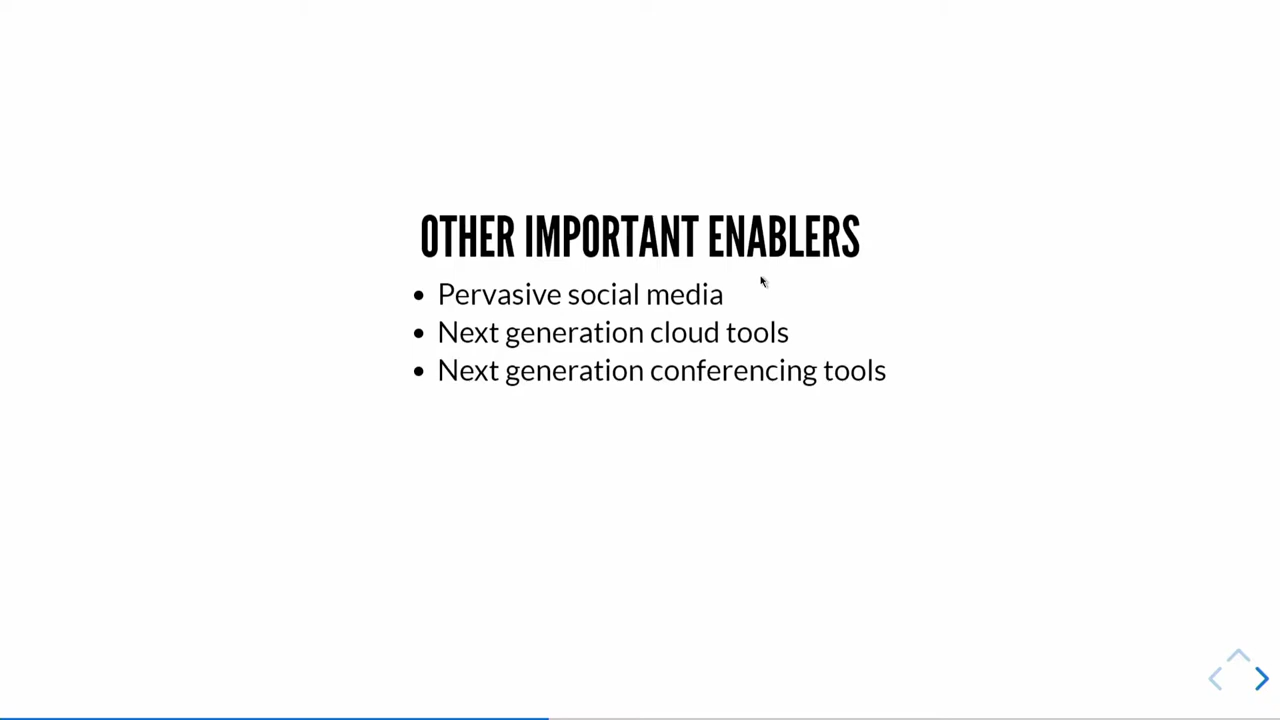 OTHER IMPORTANT ENABLERS
• Pervasive social media
• Next generation cloud tools
• Next generation conferencing tools